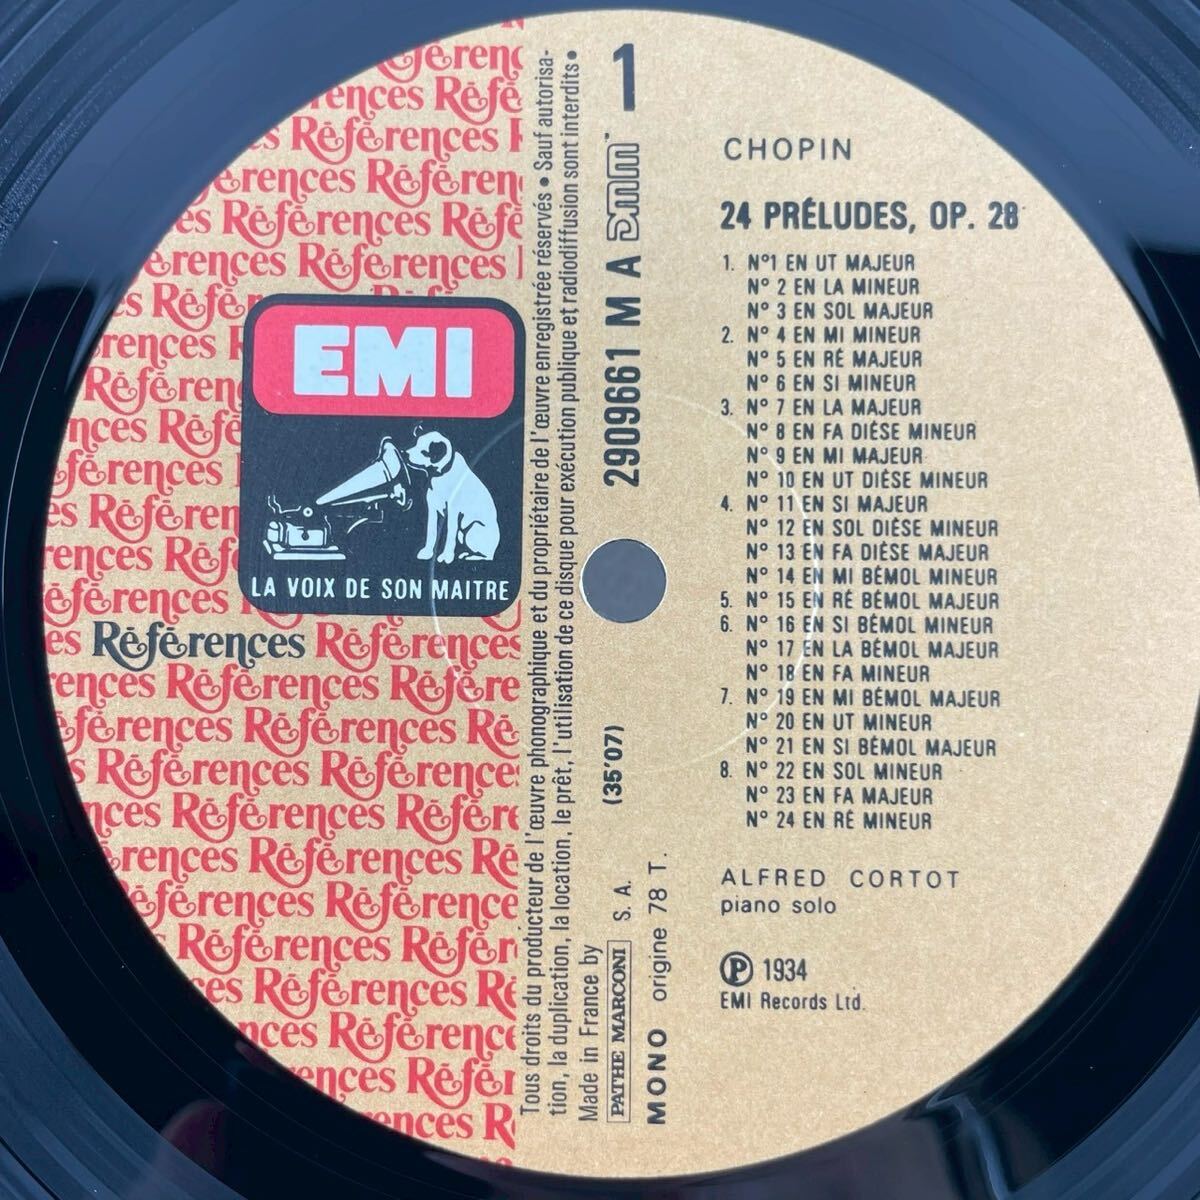 EMI
LA VOIX DE SON MAITRE
Références
Tous droits du producteur de l'œuvre phonographique et du propriétaire de l'œuvre enregistrée réservés • Sauf autorisa-
tion, la duplication, la location, le prêt, l'utilisation de ce disque pour exécution publique et radiodiffusion sont interdits •
Made in France by
PATHE MARCONI S. A.
MONO origine 78 T.
(35'07)
2909661 M A DMM
1
CHOPIN
24 PRÉLUDES, OP. 28
1. N°1 EN UT MAJEUR
N° 2 EN LA MINEUR
N° 3 EN SOL MAJEUR
2. N° 4 EN MI MINEUR
N° 5 EN RÉ MAJEUR
N° 6 EN SI MINEUR
3. N° 7 EN LA MAJEUR
N° 8 EN FA DIÈSE MINEUR
N° 9 EN MI MAJEUR
N° 10 EN UT DIÈSE MINEUR
4. N° 11 EN SI MAJEUR
N° 12 EN SOL DIÈSE MINEUR
N° 13 EN FA DIÈSE MAJEUR
N° 14 EN MI BÉMOL MINEUR
5. N° 15 EN RÉ BÉMOL MAJEUR
6. N° 16 EN SI BÉMOL MINEUR
N° 17 EN LA BÉMOL MAJEUR
N° 18 EN FA MINEUR
7. N° 19 EN MI BÉMOL MAJEUR
N° 20 EN UT MINEUR
N° 21 EN SI BÉMOL MAJEUR
8. N° 22 EN SOL MINEUR
N° 23 EN FA MAJEUR
N° 24 EN RÉ MINEUR
ALFRED CORTOT
piano solo
Ⓟ 1934
EMI Records Ltd.